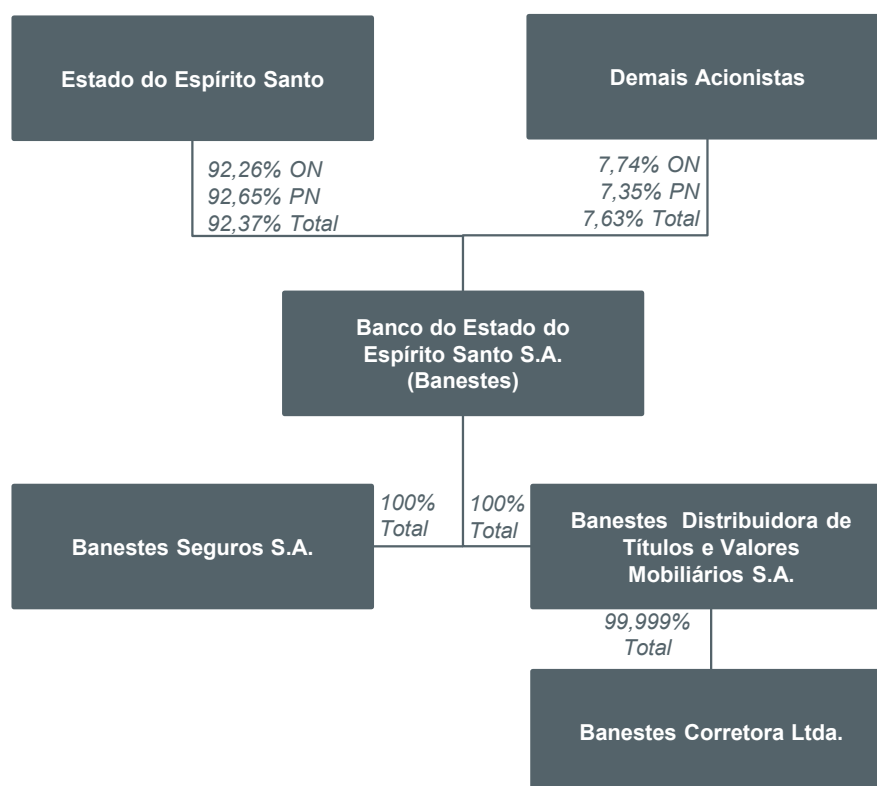 Estado do Espírito Santo
Demais Acionistas
92,26% ON
92,65% PN
92,37% Total
7,74% ON
7,35% PN
7,63% Total
Banco do Estado do
Espírito Santo S.A.
(Banestes)
Banestes Seguros S.A.
100%
Total
100%
Total
Banestes Distribuidora de
Títulos e Valores
Mobiliários S.A.
99,999%
Total
Banestes Corretora Ltda.